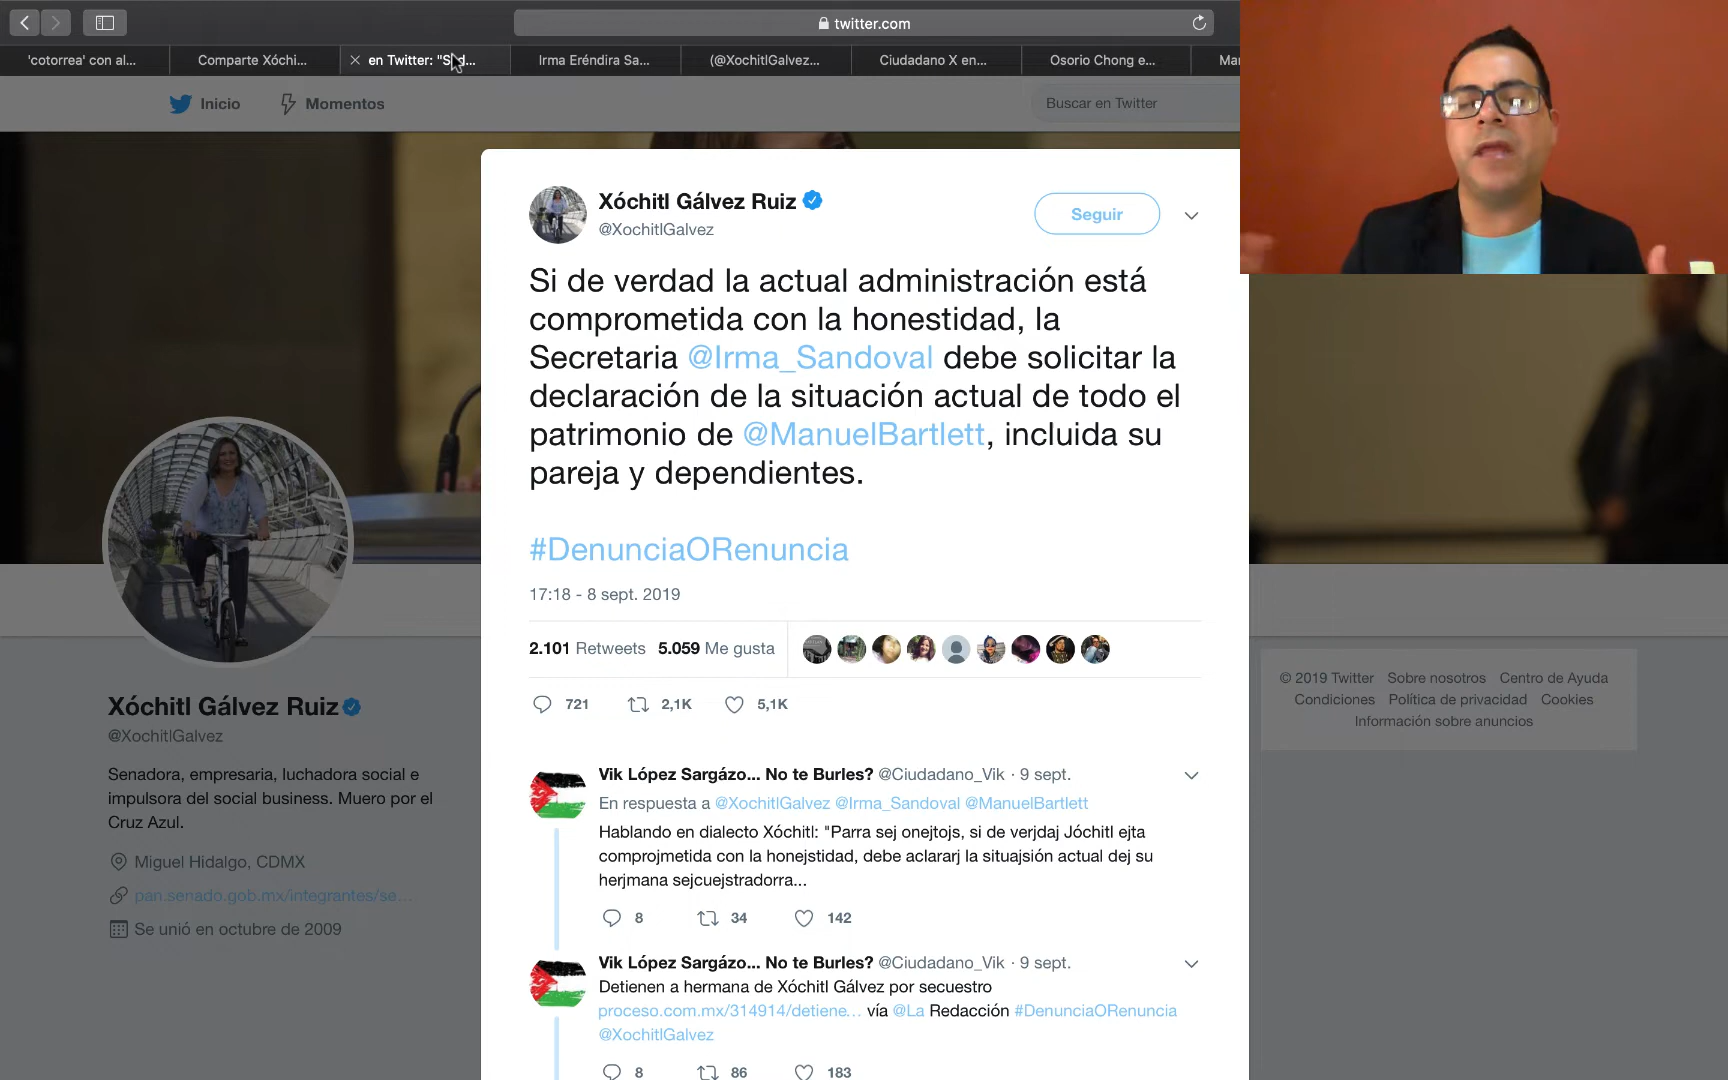 twitter.com
'cotorrea' con al...
Comparte Xóchi...
en Twitter: "Si d...
Irma Eréndira Sa...
(@XochitlGalvez...
Ciudadano X en...
Osorio Chong e...
Inicio
Momentos
Buscar en Twitter
Xóchitl Gálvez Ruiz
@XochitlGalvez
Seguir
Si de verdad la actual administración está
comprometida con la honestidad, la
Secretaria @Irma_Sandoval debe solicitar la
declaración de la situación actual de todo el
patrimonio de @ManuelBartlett, incluida su
pareja y dependientes.
#DenunciaORenuncia
17:18 - 8 sept. 2019
2.101 Retweets 5.059 Me gusta
721 2,1K 5,1K
Vik López Sargázo... No te Burles? @Ciudadano_Vik · 9 sept.
En respuesta a @XochitlGalvez @Irma_Sandoval @ManuelBartlett
Hablando en dialecto Xóchitl: "Parra sej onejtojs, si de verjdaj Jóchitl ejta
comprojmetida con la honejstidad, debe aclararj la situajsión actual dej su
herjmana sejcuejstradorra...
8 34 142
Vik López Sargázo... No te Burles? @Ciudadano_Vik · 9 sept.
Detienen a hermana de Xóchitl Gálvez por secuestro
proceso.com.mx/314914/detiene... vía @La Redacción #DenunciaORenuncia
@XochitlGalvez
8 86 183
Xóchitl Gálvez Ruiz
@XochitlGalvez
Senadora, empresaria, luchadora social e
impulsora del social business. Muero por el
Cruz Azul.
Miguel Hidalgo, CDMX
pan.senado.gob.mx/integrantes/se...
Se unió en octubre de 2009
© 2019 Twitter Sobre nosotros Centro de Ayuda
Condiciones Política de privacidad Cookies
Información sobre anuncios